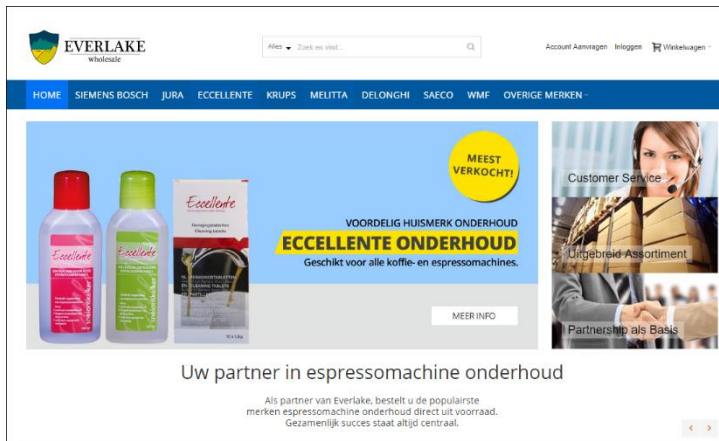 EVERLAKE
wholesale
Alles
Zoek en vind...
Account Aanvragen Inloggen Winkelwagen
HOME SIEMENS BOSCH JURA ECCELLENTE KRUPS MELITTA DELONGHI SAECO WMF OVERIGE MERKEN
MEEST
VERKOCHT!
Eccellente
Eccellente
Eccellente
VOORDELIG HUISMERK ONDERHOUD
ECCELLENTE ONDERHOUD
Geschikt voor alle koffie- en espressomachines.
MEER INFO
Customer Service
Uitgebreid Assortiment
Partnership als Basis
Uw partner in espressomachine onderhoud
Als partner van Everlake, bestelt u de populairste
merken espressomachine onderhoud direct uit voorraad.
Gezamenlijk succes staat altijd centraal.